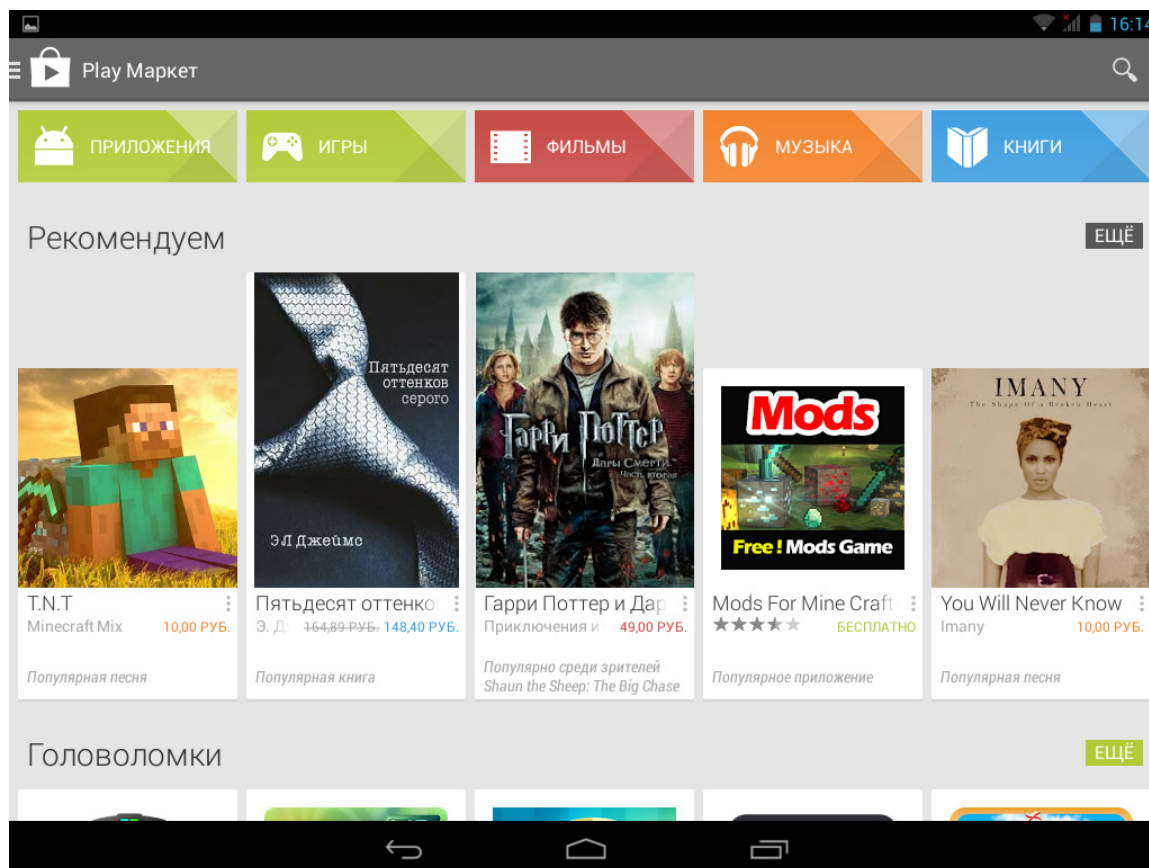 16:14
Play Маркет
ПРИЛОЖЕНИЯ
ИГРЫ
ФИЛЬМЫ
МУЗЫКА
КНИГИ
Рекомендуем
ЕЩЁ
T.N.T
Minecraft Mix 10,00 РУБ.
Популярная песня
Пятьдесят
оттенков
серого
ЭЛ Джеймс
Пятьдесят оттенко
Э. Д 164,89 РУБ. 148,40 РУБ.
Популярная книга
Гарри Поттер
Дары Смерти
Часть вторая
Гарри Поттер и Дар
Приключения и 49,00 РУБ.
Популярно среди зрителей
Shaun the Sheep: The Big Chase
Mods
Free ! Mods Game
Mods For Mine Craft
БЕСПЛАТНО
Популярное приложение
IMANY
The Shape Of a Broken Heart
You Will Never Know
Imany 10,00 РУБ.
Популярная песня
Головоломки
ЕЩЁ